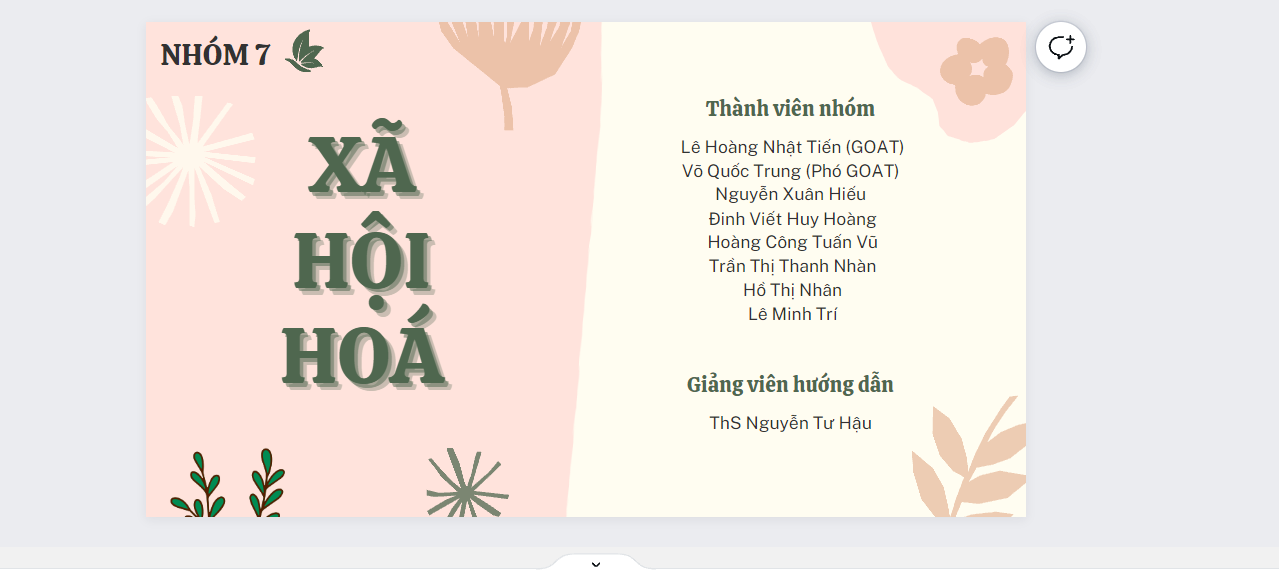 NHÓM 7
XÃ
HỘI
HOÁ
Thành viên nhóm
Lê Hoàng Nhật Tiến (GOAT)
Võ Quốc Trung (Phó GOAT)
Nguyễn Xuân Hiếu
Đinh Viết Huy Hoàng
Hoàng Công Tuấn Vũ
Trần Thị Thanh Nhàn
Hồ Thị Nhân
Lê Minh Trí
Giảng viên hướng dẫn
ThS Nguyễn Tư Hậu